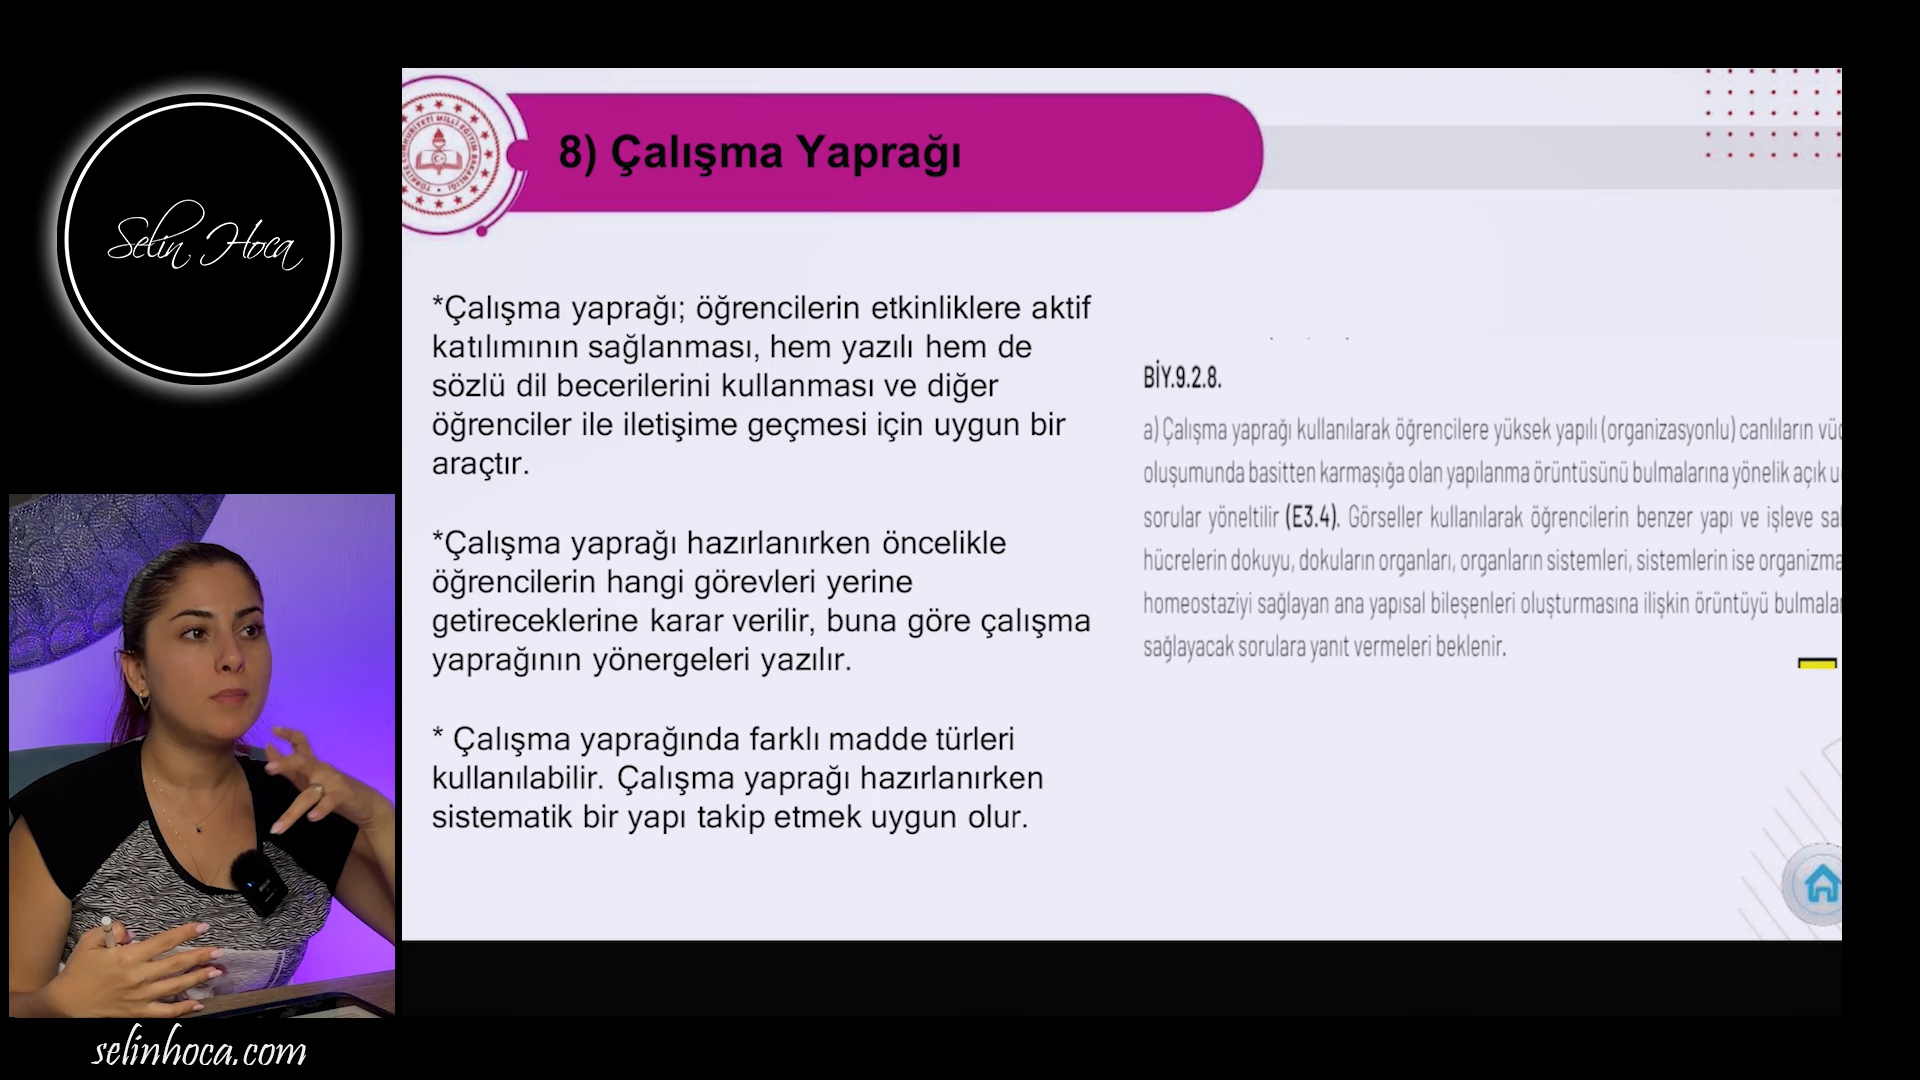 Selin Hoca
8) Çalışma Yaprağı
*Çalışma yaprağı; öğrencilerin etkinliklere aktif
katılımının sağlanması, hem yazılı hem de
sözlü dil becerilerini kullanması ve diğer
öğrenciler ile iletişime geçmesi için uygun bir
araçtır.
*Çalışma yaprağı hazırlanırken öncelikle
öğrencilerin hangi görevleri yerine
getireceklerine karar verilir, buna göre çalışma
yaprağının yönergeleri yazılır.
* Çalışma yaprağında farklı madde türleri
kullanılabilir. Çalışma yaprağı hazırlanırken
sistematik bir yapı takip etmek uygun olur.
BİY.9.2.8.
a) Çalışma yaprağı kullanılarak öğrencilere yüksek yapılı (organizasyonlu) canlıların
oluşumunda basitten karmaşığa olan yapılanma örüntüsünü bulmalarına yönelik açık
sorular yöneltilir (E3.4). Görseller kullanılarak öğrencilerin benzer yapı ve işleve
hücrelerin dokuyu, dokuların organları, organların sistemleri, sistemlerin ise
homeostaziyi sağlayan ana yapısal bileşenleri oluşturmasına ilişkin örüntüyü
sağlayacak sorulara yanıt vermeleri beklenir.
selinhoca.com